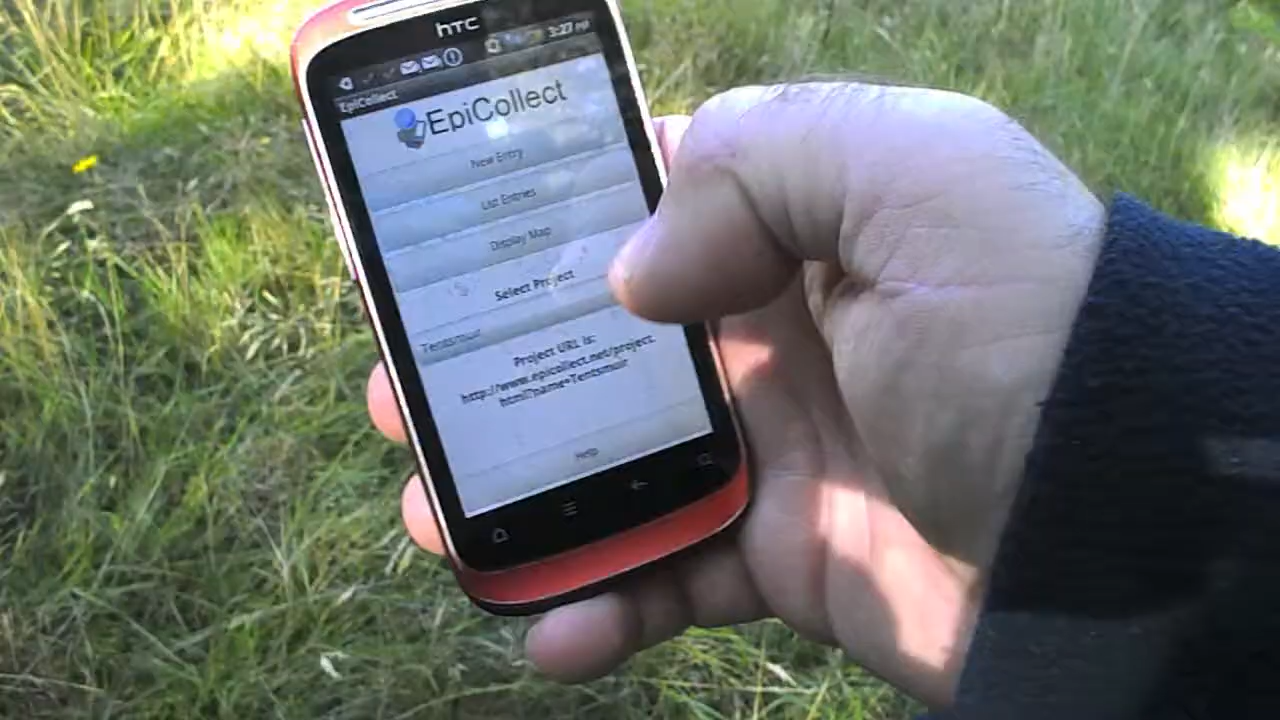 htc
3:27 PM
EpiCollect
EpiCollect
New Entry
List Entries
Display Map
Select Project
Tentsmuir
Project URL is:
http://www.epicollect.net/project.
html?name=Tentsmuir
Help